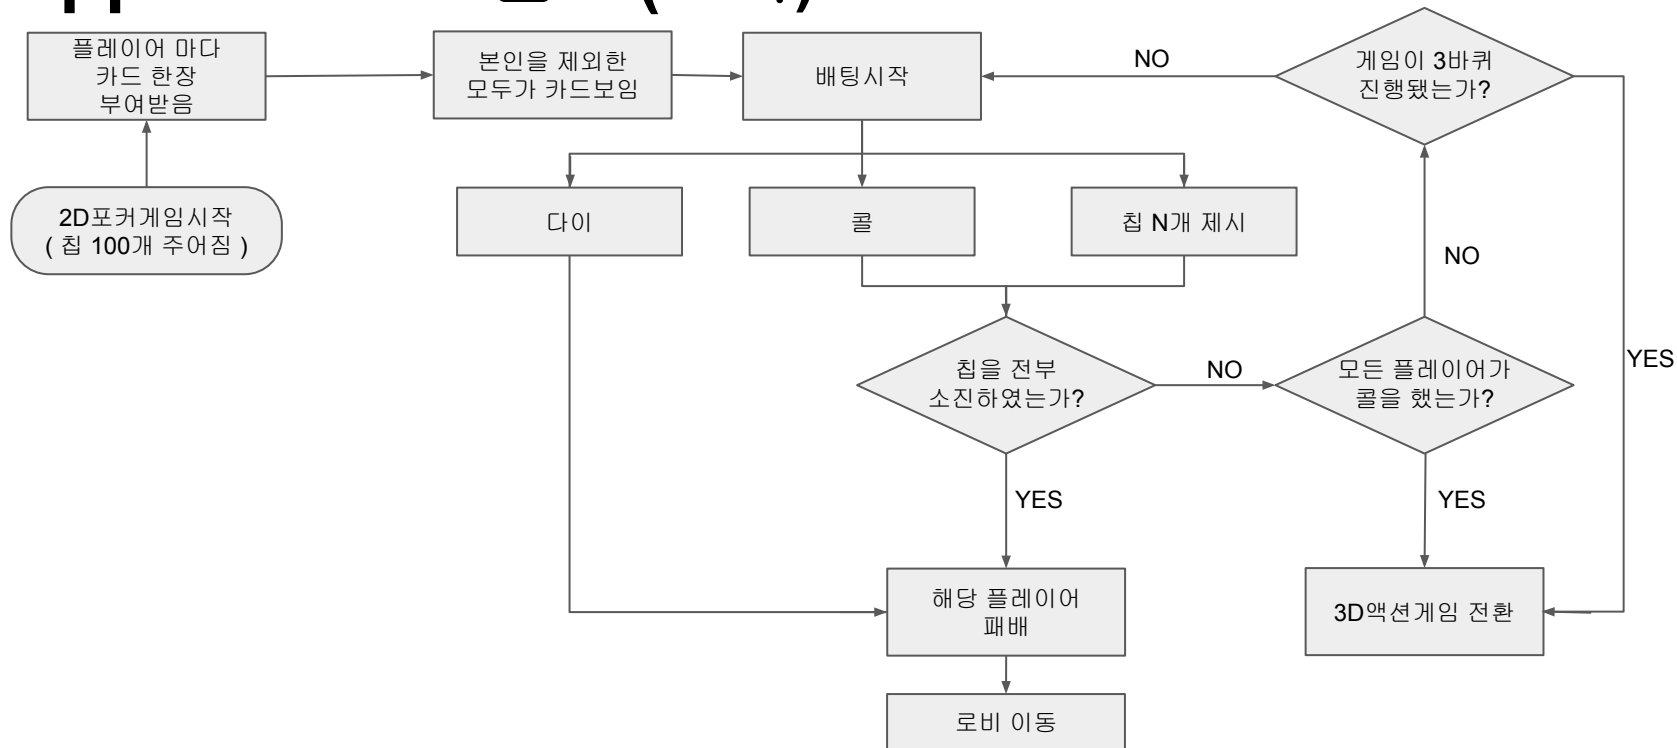 플레이어 마다
카드 한장
부여받음
본인을 제외한
모두가 카드보임
배팅시작
NO
게임이 3바퀴
진행됐는가?
2D포커게임시작
( 칩 100개 주어짐 )
다이
콜
칩 N개 제시
NO
칩을 전부
소진하였는가?
NO
모든 플레이어가
콜을 했는가?
YES
YES
YES
해당 플레이어
패배
3D액션게임 전환
로비 이동